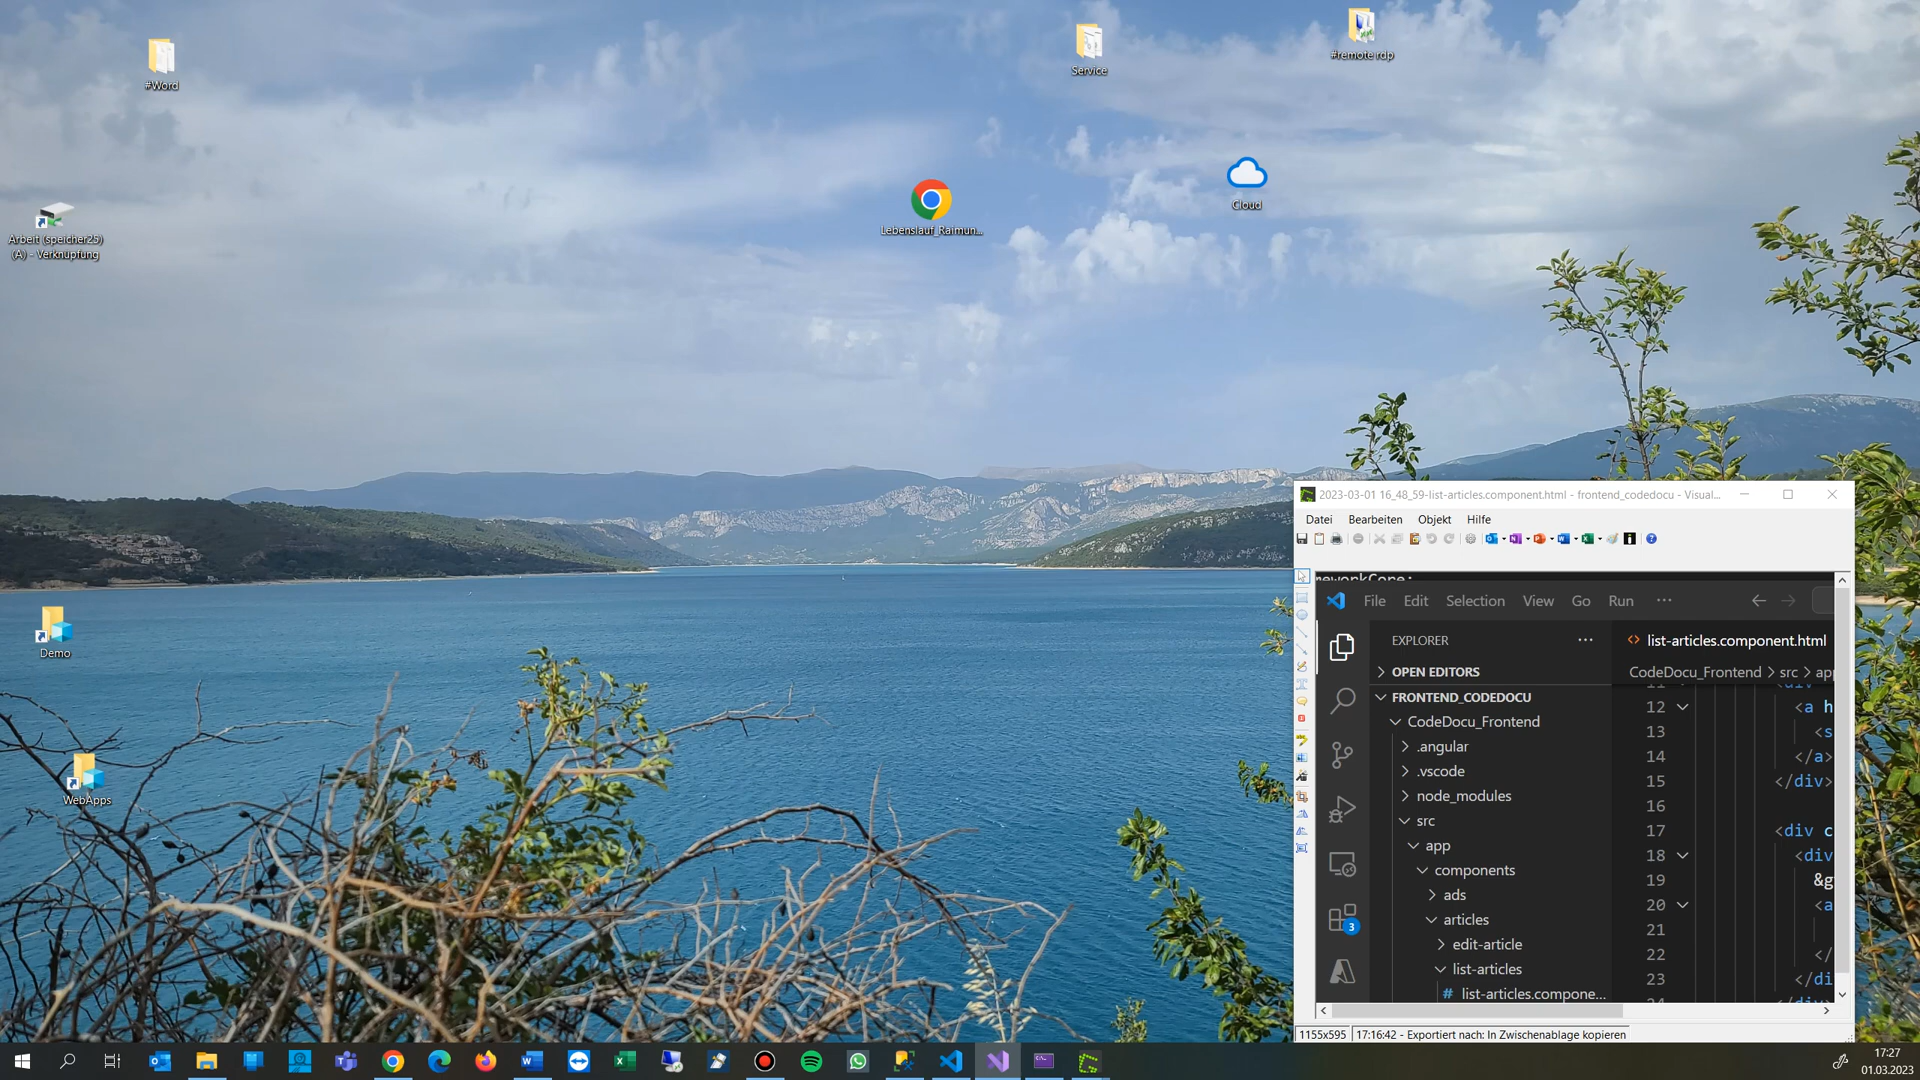 #Word
Service
#remote rdp
Cloud
Lebenslauf_Raimun...
Arbeit (speicher25)
(A) - Verknüpfung
Demo
WebApps
2023-03-01 16_48_59-list-articles.component.html - frontend_codedocu - Visual...
Datei Bearbeiten Objekt Hilfe
File Edit Selection View Go Run ···
EXPLORER ···
list-articles.component.html
OPEN EDITORS
CodeDocu_Frontend > src > app
FRONTEND_CODEDOCU
CodeDocu_Frontend
12 <a h
.angular
13 <s
.vscode
14 </a>
node_modules
15 </div>
src
16
app
17 <div c
components
18 <div
ads
19 &g
articles
20 <a
edit-article
21
list-articles
22 </
# list-articles.compone...
23 </di
3
1155x595 17:16:42 - Exportiert nach: In Zwischenablage kopieren
17:27
01.03.2023